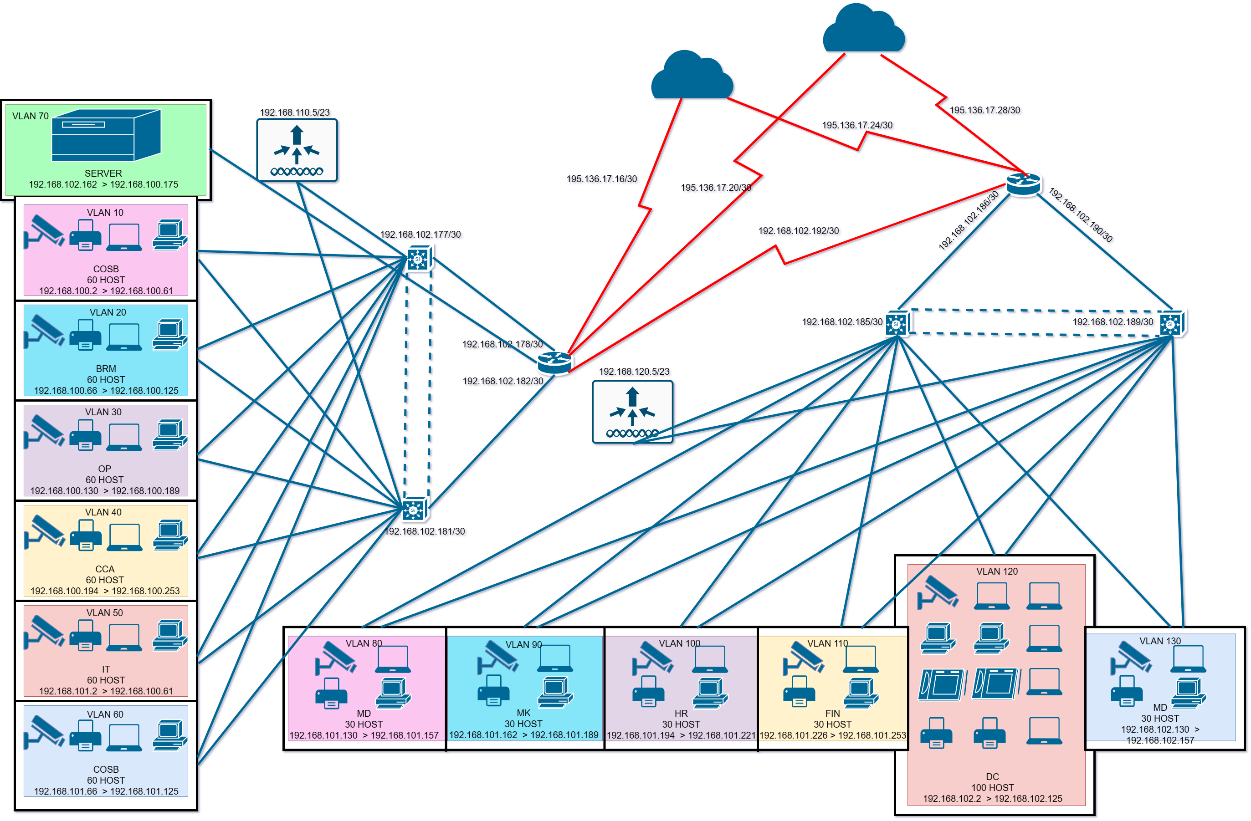 195.136.17.28/30
192.168.110.5/23
VLAN 70
195.136.17.24/30
SERVER
192.168.102.162 > 192.168.100.175
195.136.17.16/30
195.136.17.20/30
192.168.102.186/30
192.168.102.190/30
VLAN 10
COSB
60 HOST
192.168.100.2 > 192.168.100.61
192.168.102.177/30
192.168.102.192/30
VLAN 20
BRM
60 HOST
192.168.100.66 > 192.168.100.125
192.168.102.185/30
192.168.102.189/30
192.168.102.178/30
192.168.102.182/30
192.168.120.5/23
VLAN 30
OP
60 HOST
192.168.100.130 > 192.168.100.189
VLAN 40
CCA
60 HOST
192.168.100.194 > 192.168.100.253
192.168.102.181/30
VLAN 50
IT
60 HOST
192.168.101.2 > 192.168.100.61
VLAN 60
COSB
60 HOST
192.168.101.66 > 192.168.101.125
VLAN 80
MD
30 HOST
192.168.101.130 > 192.168.101.157
VLAN 90
MK
30 HOST
192.168.101.162 > 192.168.101.189
VLAN 100
HR
30 HOST
192.168.101.194 > 192.168.101.221
VLAN 110
FIN
30 HOST
192.168.101.226 > 192.168.101.253
VLAN 120
DC
100 HOST
192.168.102.2 > 192.168.102.125
VLAN 130
MD
30 HOST
192.168.102.130 >
192.168.102.157